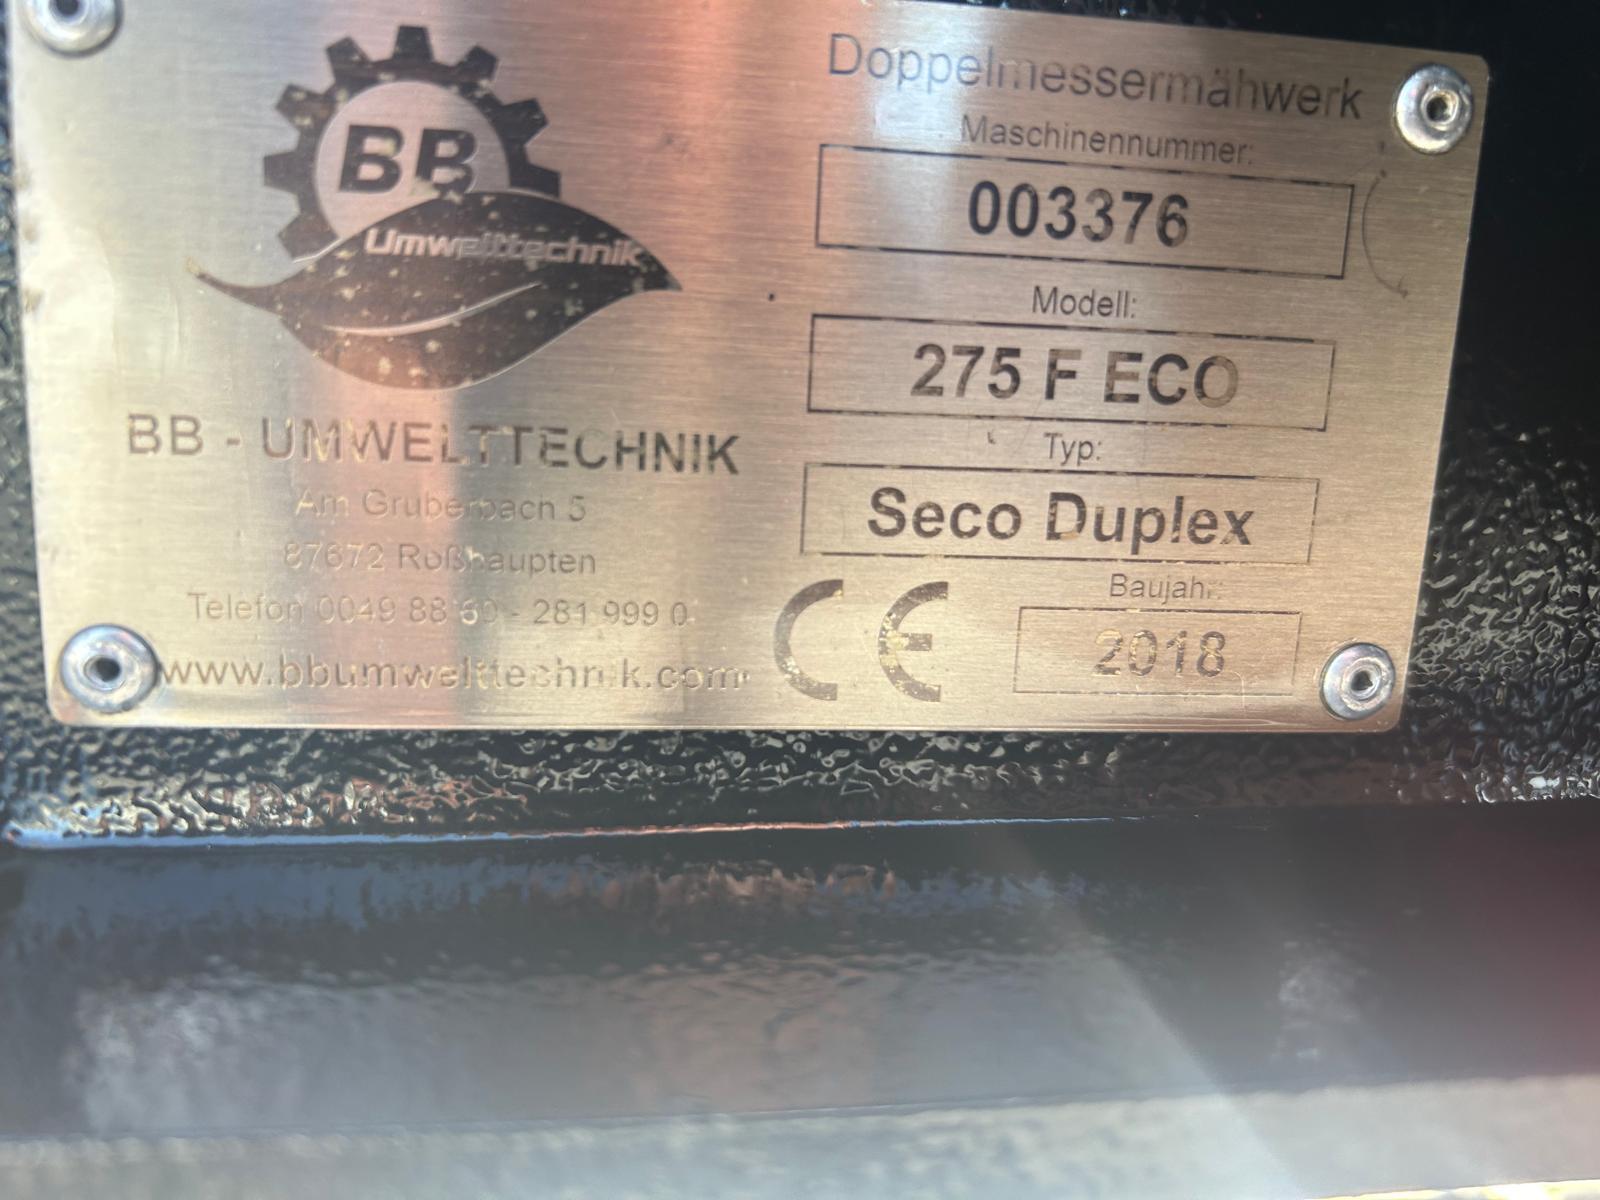 BB
Umwelttechnik
BB - UMWELTTECHNIK
Am Gruberbach 5
87672 Roßhaupten
Telefon 0049 88 60 - 281 999 0
www.bbumwelttechnik.com
Doppelmessermähwerk
Maschinennummer:
003376
Modell:
275 F ECO
Typ:
Seco Duplex
CE
Baujahr:
2018